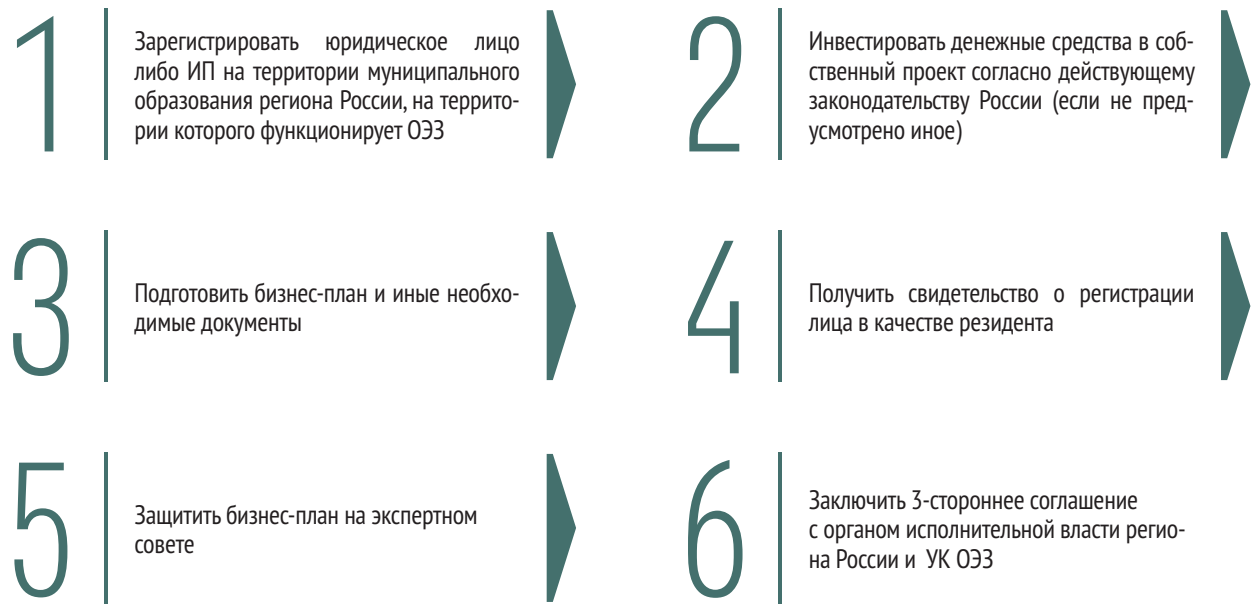 1
Зарегистрировать юридическое лицо
либо ИП на территории муниципального
образования региона России, на террито-
рии которого функционирует ОЭЗ
2
Инвестировать денежные средства в соб-
ственный проект согласно действующему
законодательству России (если не пред-
усмотрено иное)
3
Подготовить бизнес-план и иные необхо-
димые документы
4
Получить свидетельство о регистрации
лица в качестве резидента
5
Защитить бизнес-план на экспертном
совете
6
Заключить 3-стороннее соглашение
с органом исполнительной власти регио-
на России и УК ОЭЗ